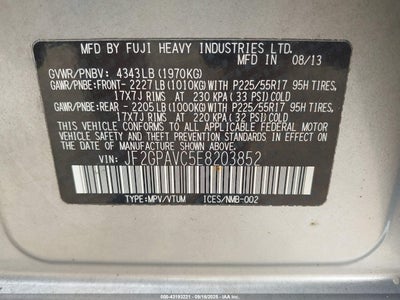 MFD BY FUJI HEAVY INDUSTRIES LTD.
MFD IN 08/13
GVWR/PNBV: 4343LB (1970KG)
GAWR/PNBE: FRONT- 2227 LB (1010KG) WITH P225/55R17 95H TIRES,
17X7J RIMS AT 230 KPA (33 PSI) COLD
GAWR/PNBE: REAR - 2205 LB (1000KG) WITH P225/55R17 95H TIRES,
17X7J RIMS AT 220 KPA (32 PSI) COLD
THIS VEHICLE CONFORMS TO ALL APPLICABLE FEDERAL MOTOR
VEHICLE SAFETY, BUMPER, AND THEFT PREVENTION STANDARDS
IN EFFECT ON THE DATE OF MANUFACTURE SHOWN ABOVE.
VIN: JF2GPAVC5E8203852
TYPE:MPV/VTUM ICES/NMB-002